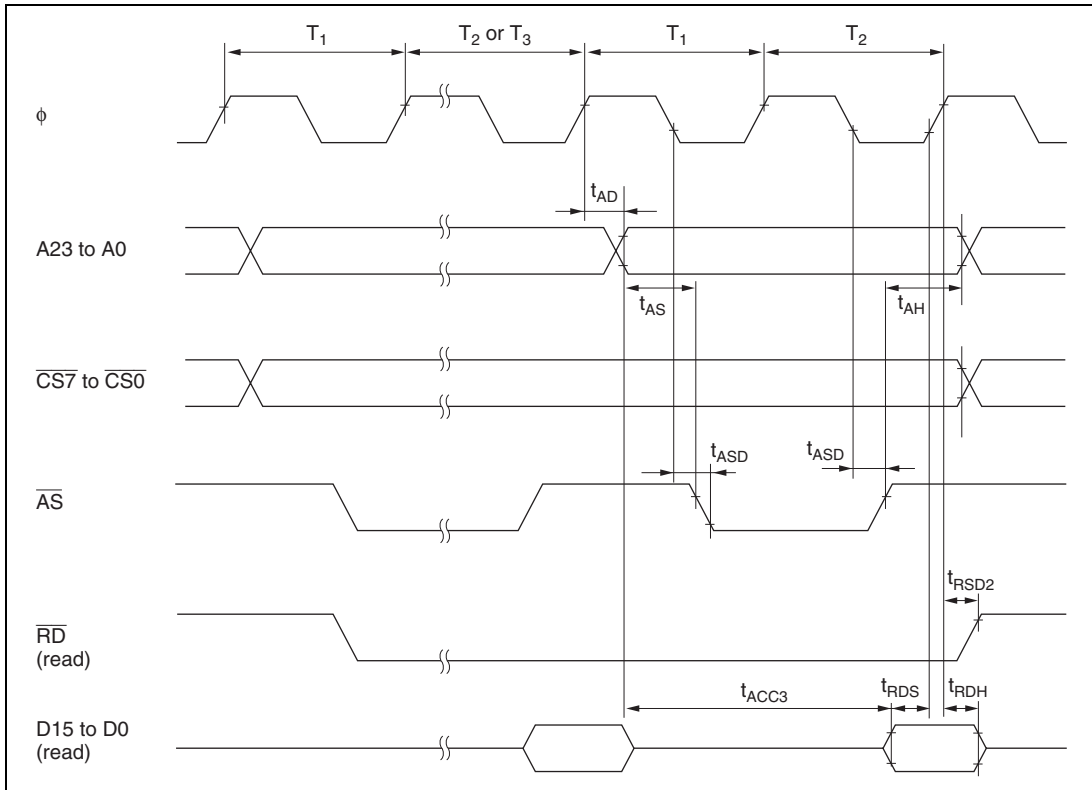 T1 T2 or T3 T1 T2
ϕ
tAD
A23 to A0
tAS tAH
CS7 to CS0
tASD tASD
AS
tRSD2
RD
(read)
tACC3 tRDS tRDH
D15 to D0
(read)